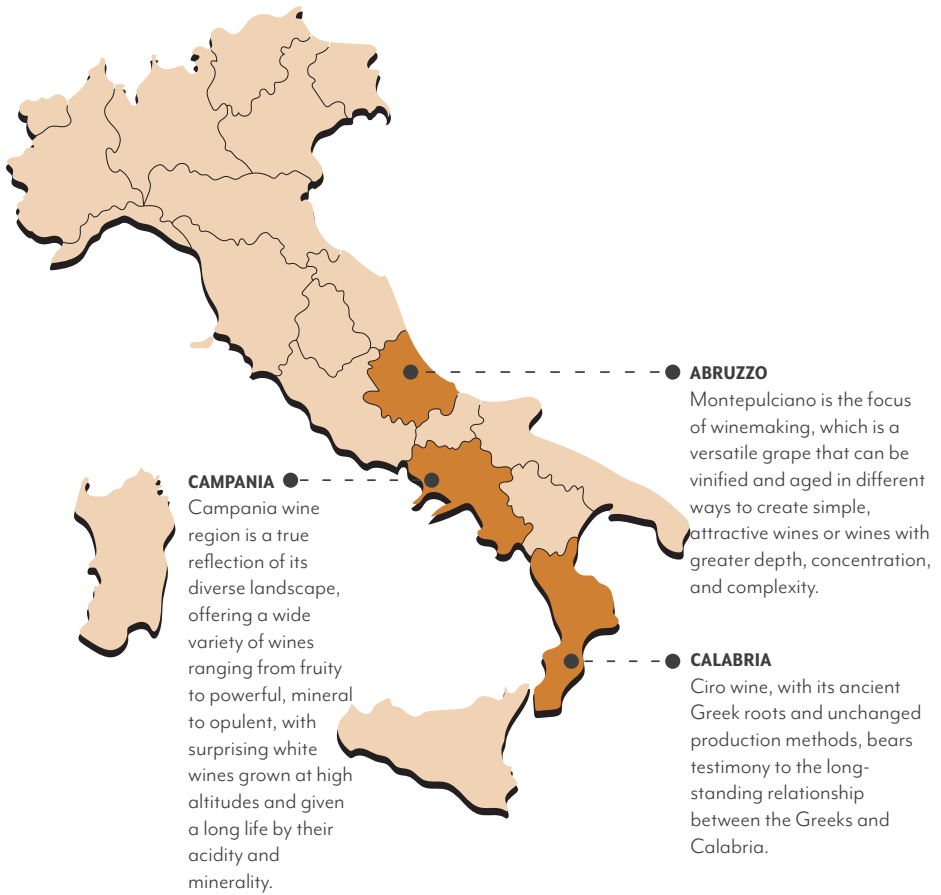 ABRUZZO
Montepulciano is the focus
of winemaking, which is a
versatile grape that can be
vinified and aged in different
ways to create simple,
attractive wines or wines with
greater depth, concentration,
and complexity.
CAMPANIA
Campania wine
region is a true
reflection of its
diverse landscape,
offering a wide
variety of wines
ranging from fruity
to powerful, mineral
to opulent, with
surprising white
wines grown at high
altitudes and given
a long life by their
acidity and
minerality.
CALABRIA
Ciro wine, with its ancient
Greek roots and unchanged
production methods, bears
testimony to the long-
standing relationship
between the Greeks and
Calabria.